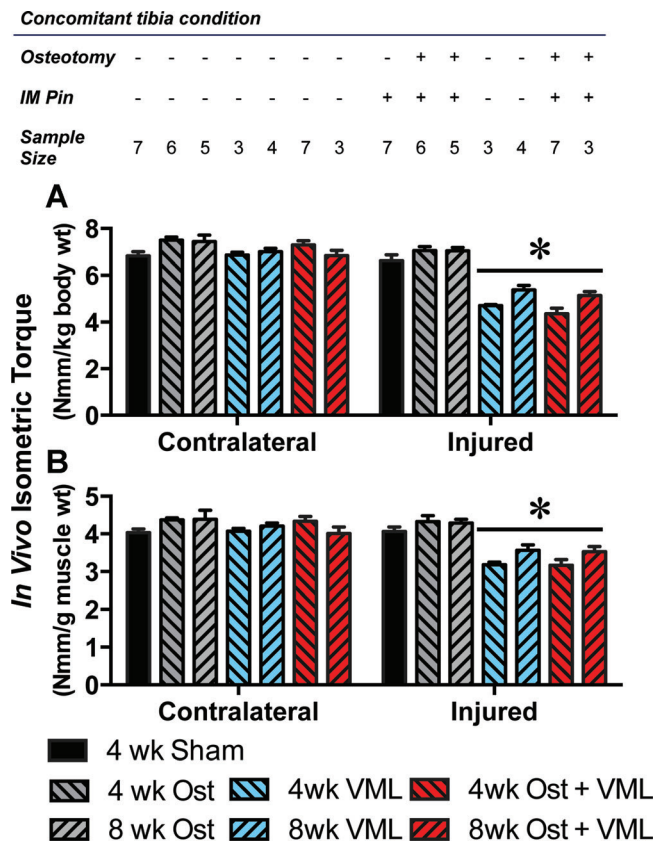 Concomitant tibia condition
Osteotomy - - - - - - - - + + - - + +
IM Pin - - - - - - - + + + - - + +
Sample Size 7 6 5 3 4 7 3 7 6 5 3 4 7 3
A
In Vivo Isometric Torque
(Nmm/kg body wt)
8
6
4
2
0
*
Contralateral Injured
B
(Nmm/g muscle wt)
5
4
3
2
1
0
*
Contralateral Injured
4 wk Sham
4 wk Ost 4wk VML 4wk Ost + VML
8 wk Ost 8wk VML 8wk Ost + VML